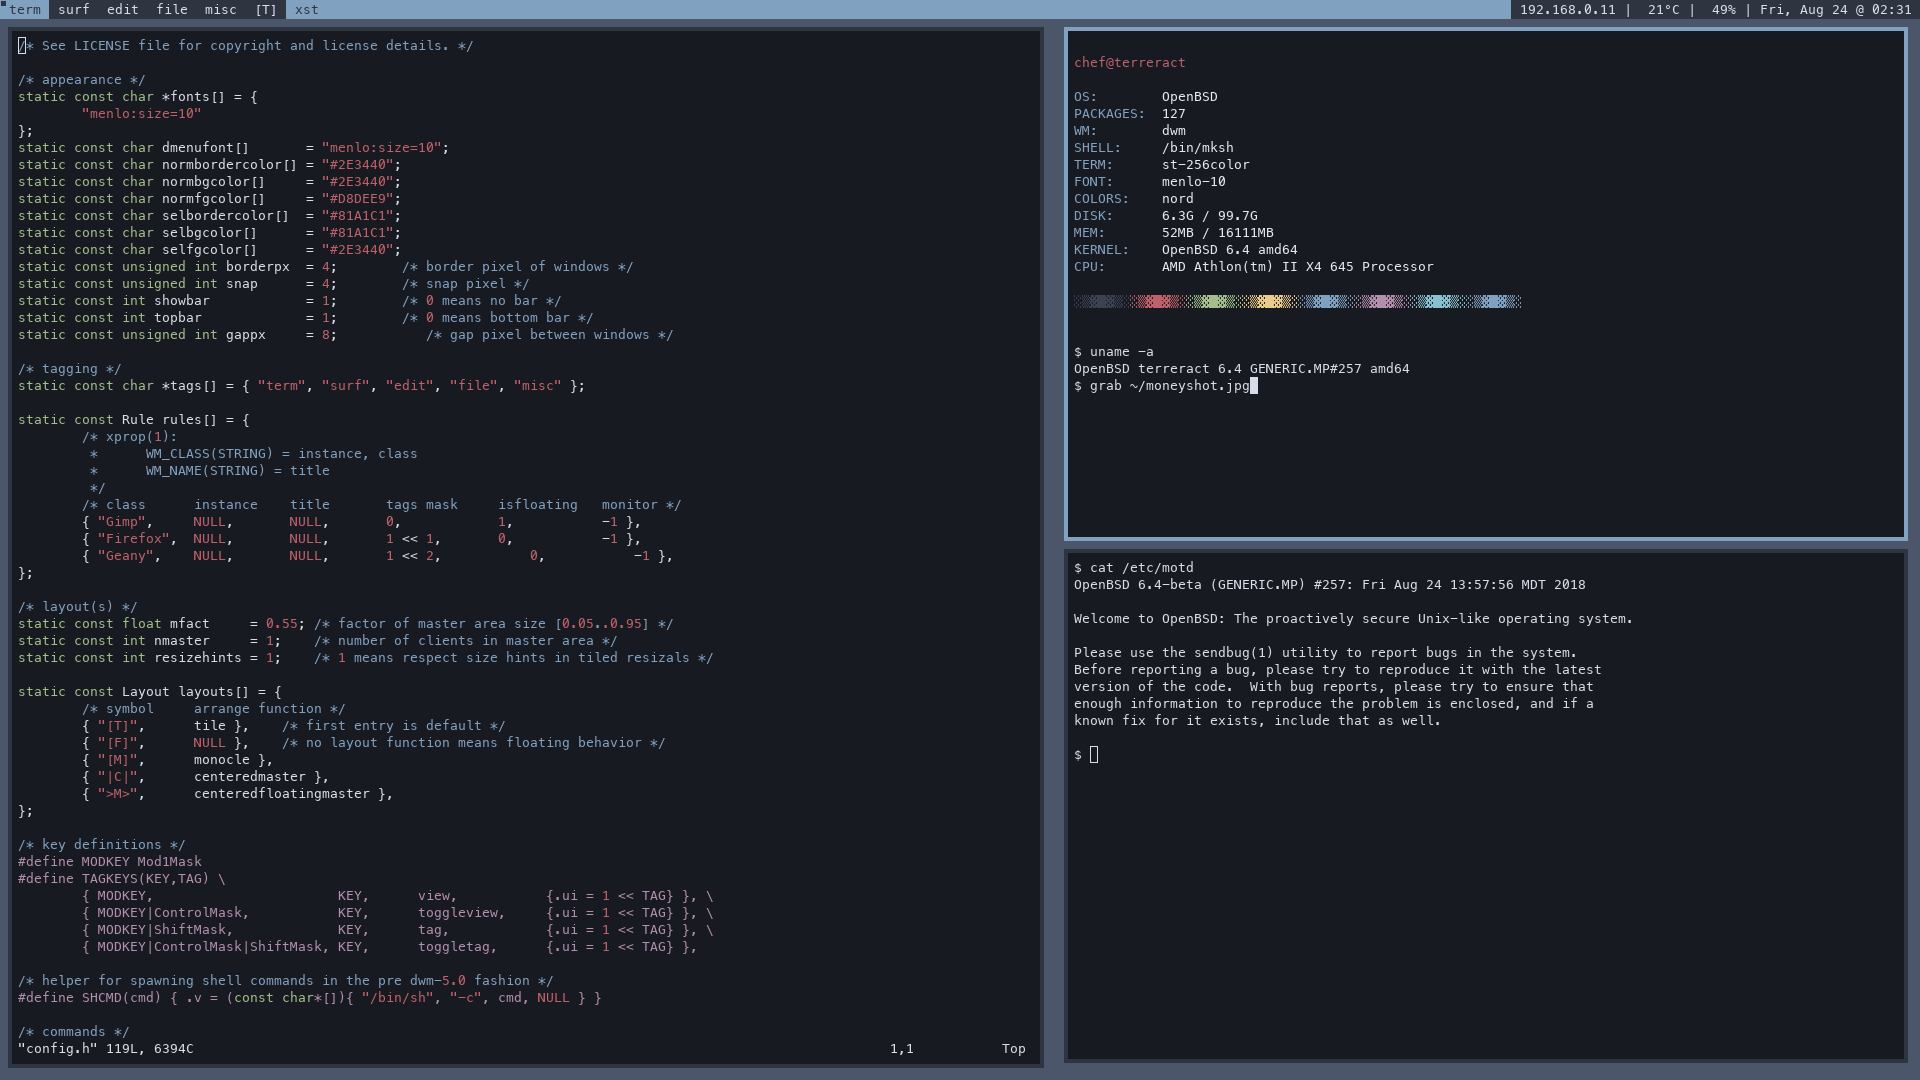 term surf edit file misc [T] xst 192.168.0.11 | 21°C | 49% | Fri, Aug 24 @ 02:31
/* See LICENSE file for copyright and license details. */
/* appearance */
static const char *fonts[] = {
"menlo:size=10"
};
static const char dmenufont[] = "menlo:size=10";
static const char normbordercolor[] = "#2E3440";
static const char normbgcolor[] = "#2E3440";
static const char normfgcolor[] = "#D8DEE9";
static const char selbordercolor[] = "#81A1C1";
static const char selbgcolor[] = "#81A1C1";
static const char selfgcolor[] = "#2E3440";
static const unsigned int borderpx = 4; /* border pixel of windows */
static const unsigned int snap = 4; /* snap pixel */
static const int showbar = 1; /* 0 means no bar */
static const int topbar = 1; /* 0 means bottom bar */
static const unsigned int gappx = 8; /* gap pixel between windows */
/* tagging */
static const char *tags[] = { "term", "surf", "edit", "file", "misc" };
static const Rule rules[] = {
/* xprop(1):
* WM_CLASS(STRING) = instance, class
* WM_NAME(STRING) = title
*/
/* class instance title tags mask isfloating monitor */
{ "Gimp", NULL, NULL, 0, 1, -1 },
{ "Firefox", NULL, NULL, 1 << 1, 0, -1 },
{ "Geany", NULL, NULL, 1 << 2, 0, -1 },
};
/* layout(s) */
static const float mfact = 0.55; /* factor of master area size [0.05..0.95] */
static const int nmaster = 1; /* number of clients in master area */
static const int resizehints = 1; /* 1 means respect size hints in tiled resizals */
static const Layout layouts[] = {
/* symbol arrange function */
{ "[T]", tile }, /* first entry is default */
{ "[F]", NULL }, /* no layout function means floating behavior */
{ "[M]", monocle },
{ "|C|", centeredmaster },
{ ">M>", centeredfloatingmaster },
};
/* key definitions */
#define MODKEY Mod1Mask
#define TAGKEYS(KEY,TAG) \
{ MODKEY, KEY, view, {.ui = 1 << TAG} }, \
{ MODKEY|ControlMask, KEY, toggleview, {.ui = 1 << TAG} }, \
{ MODKEY|ShiftMask, KEY, tag, {.ui = 1 << TAG} }, \
{ MODKEY|ControlMask|ShiftMask, KEY, toggletag, {.ui = 1 << TAG} },
/* helper for spawning shell commands in the pre dwm-5.0 fashion */
#define SHCMD(cmd) { .v = (const char*[]){ "/bin/sh", "-c", cmd, NULL } }
/* commands */
"config.h" 119L, 6394C 1,1 Top
chef@terreract
OS: OpenBSD
PACKAGES: 127
WM: dwm
SHELL: /bin/mksh
TERM: st-256color
FONT: menlo-10
COLORS: nord
DISK: 6.3G / 99.7G
MEM: 52MB / 16111MB
KERNEL: OpenBSD 6.4 amd64
CPU: AMD Athlon(tm) II X4 645 Processor
$ uname -a
OpenBSD terreract 6.4 GENERIC.MP#257 amd64
$ grab ~/moneyshot.jpg
$ cat /etc/motd
OpenBSD 6.4-beta (GENERIC.MP) #257: Fri Aug 24 13:57:56 MDT 2018
Welcome to OpenBSD: The proactively secure Unix-like operating system.
Please use the sendbug(1) utility to report bugs in the system.
Before reporting a bug, please try to reproduce it with the latest
version of the code. With bug reports, please try to ensure that
enough information to reproduce the problem is enclosed, and if a
known fix for it exists, include that as well.
$